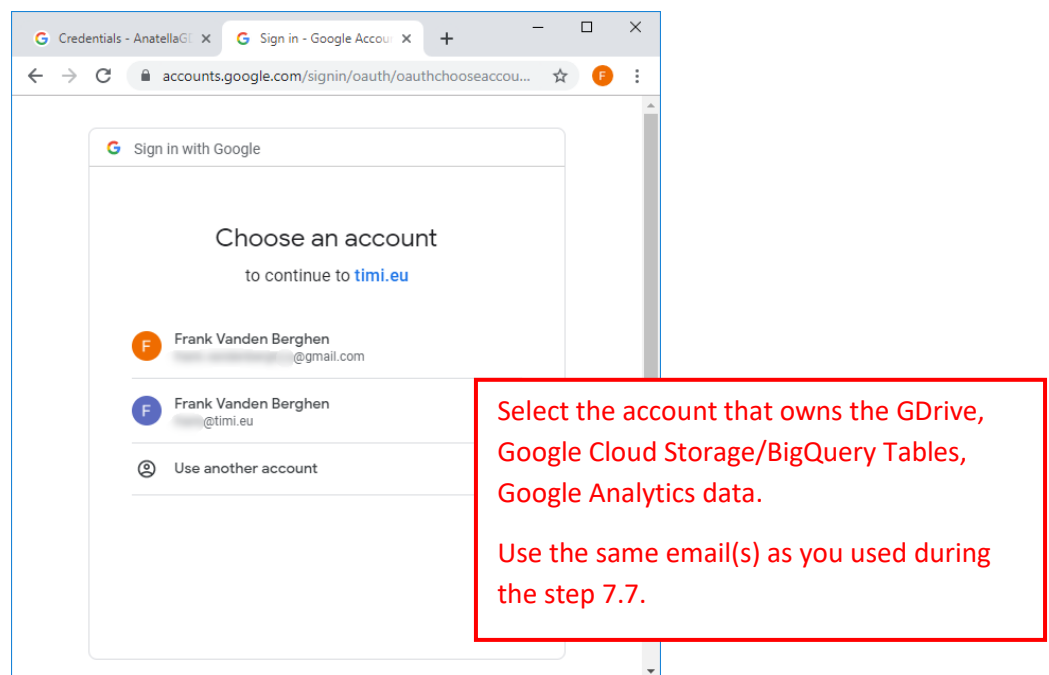 Credentials - AnatellaG
Sign in - Google Accou
accounts.google.com/signin/oauth/oauthchooseaccou...
F
Sign in with Google
Choose an account
to continue to timi.eu
F
Frank Vanden Berghen
@gmail.com
F
Frank Vanden Berghen
@timi.eu
Use another account
Select the account that owns the GDrive,
Google Cloud Storage/BigQuery Tables,
Google Analytics data.
Use the same email(s) as you used during
the step 7.7.